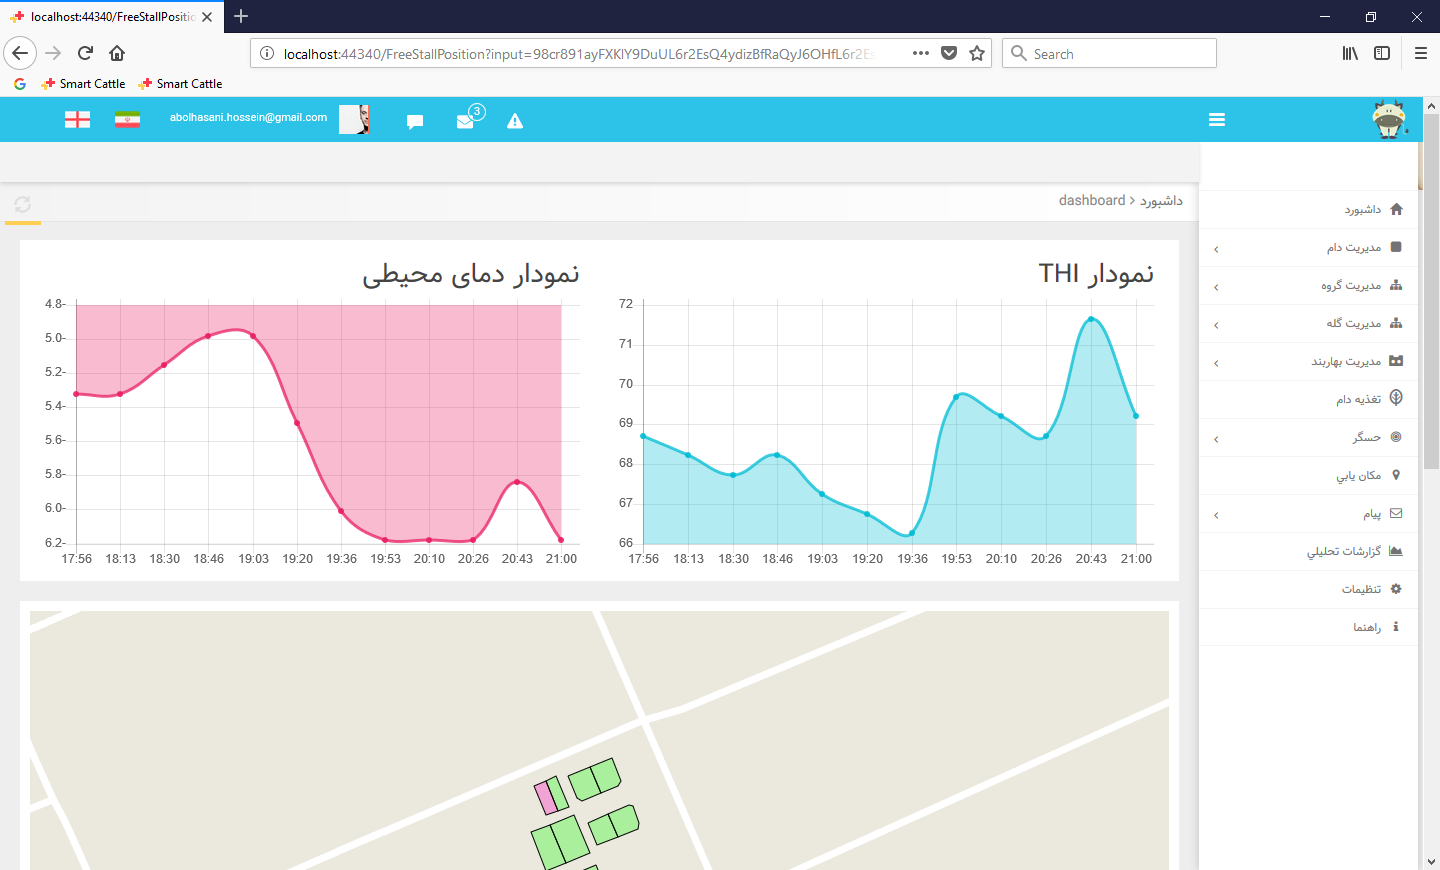 localhost:44340/FreeStallPositio
localhost:44340/FreeStallPosition?input=98cr891ayFXKlY9DuUL6r2EsQ4ydizBfRaQyJ6OHfL6r2Es
Search
Smart Cattle
Smart Cattle
abolhasani.hossein@gmail.com
3
داشبورد
dashboard
نمودار THI
72
71
70
69
68
67
66
17:56 18:13 18:30 18:46 19:03 19:20 19:36 19:53 20:10 20:26 20:43 21:00
نمودار دمای محیطی
4.8-
5.0-
5.2-
5.4-
5.6-
5.8-
6.0-
6.2-
17:56 18:13 18:30 18:46 19:03 19:20 19:36 19:53 20:10 20:26 20:43 21:00
داشبورد
مدیریت دام
مدیریت گروه
مدیریت گله
مدیریت بهاربند
تغذیه دام
حسگر
مکان يابي
پیام
گزارشات تحلیلي
تنظیمات
راهنما